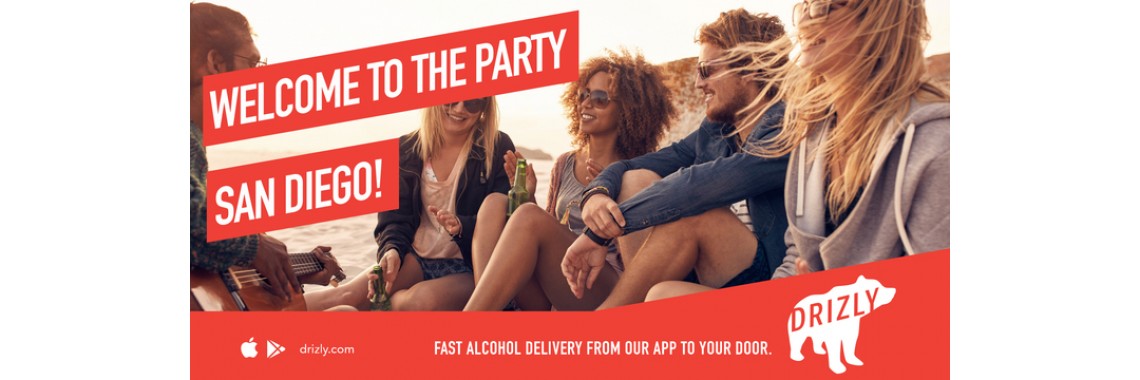 WELCOME TO THE PARTY
SAN DIEGO!
drizly.com
FAST ALCOHOL DELIVERY FROM OUR APP TO YOUR DOOR.
DRIZLY